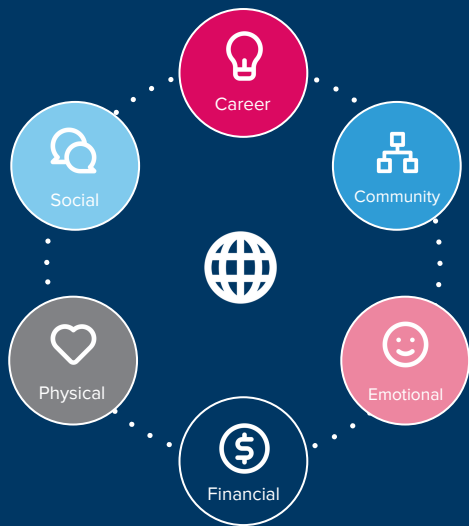 Career
Social
Community
Physical
Emotional
Financial